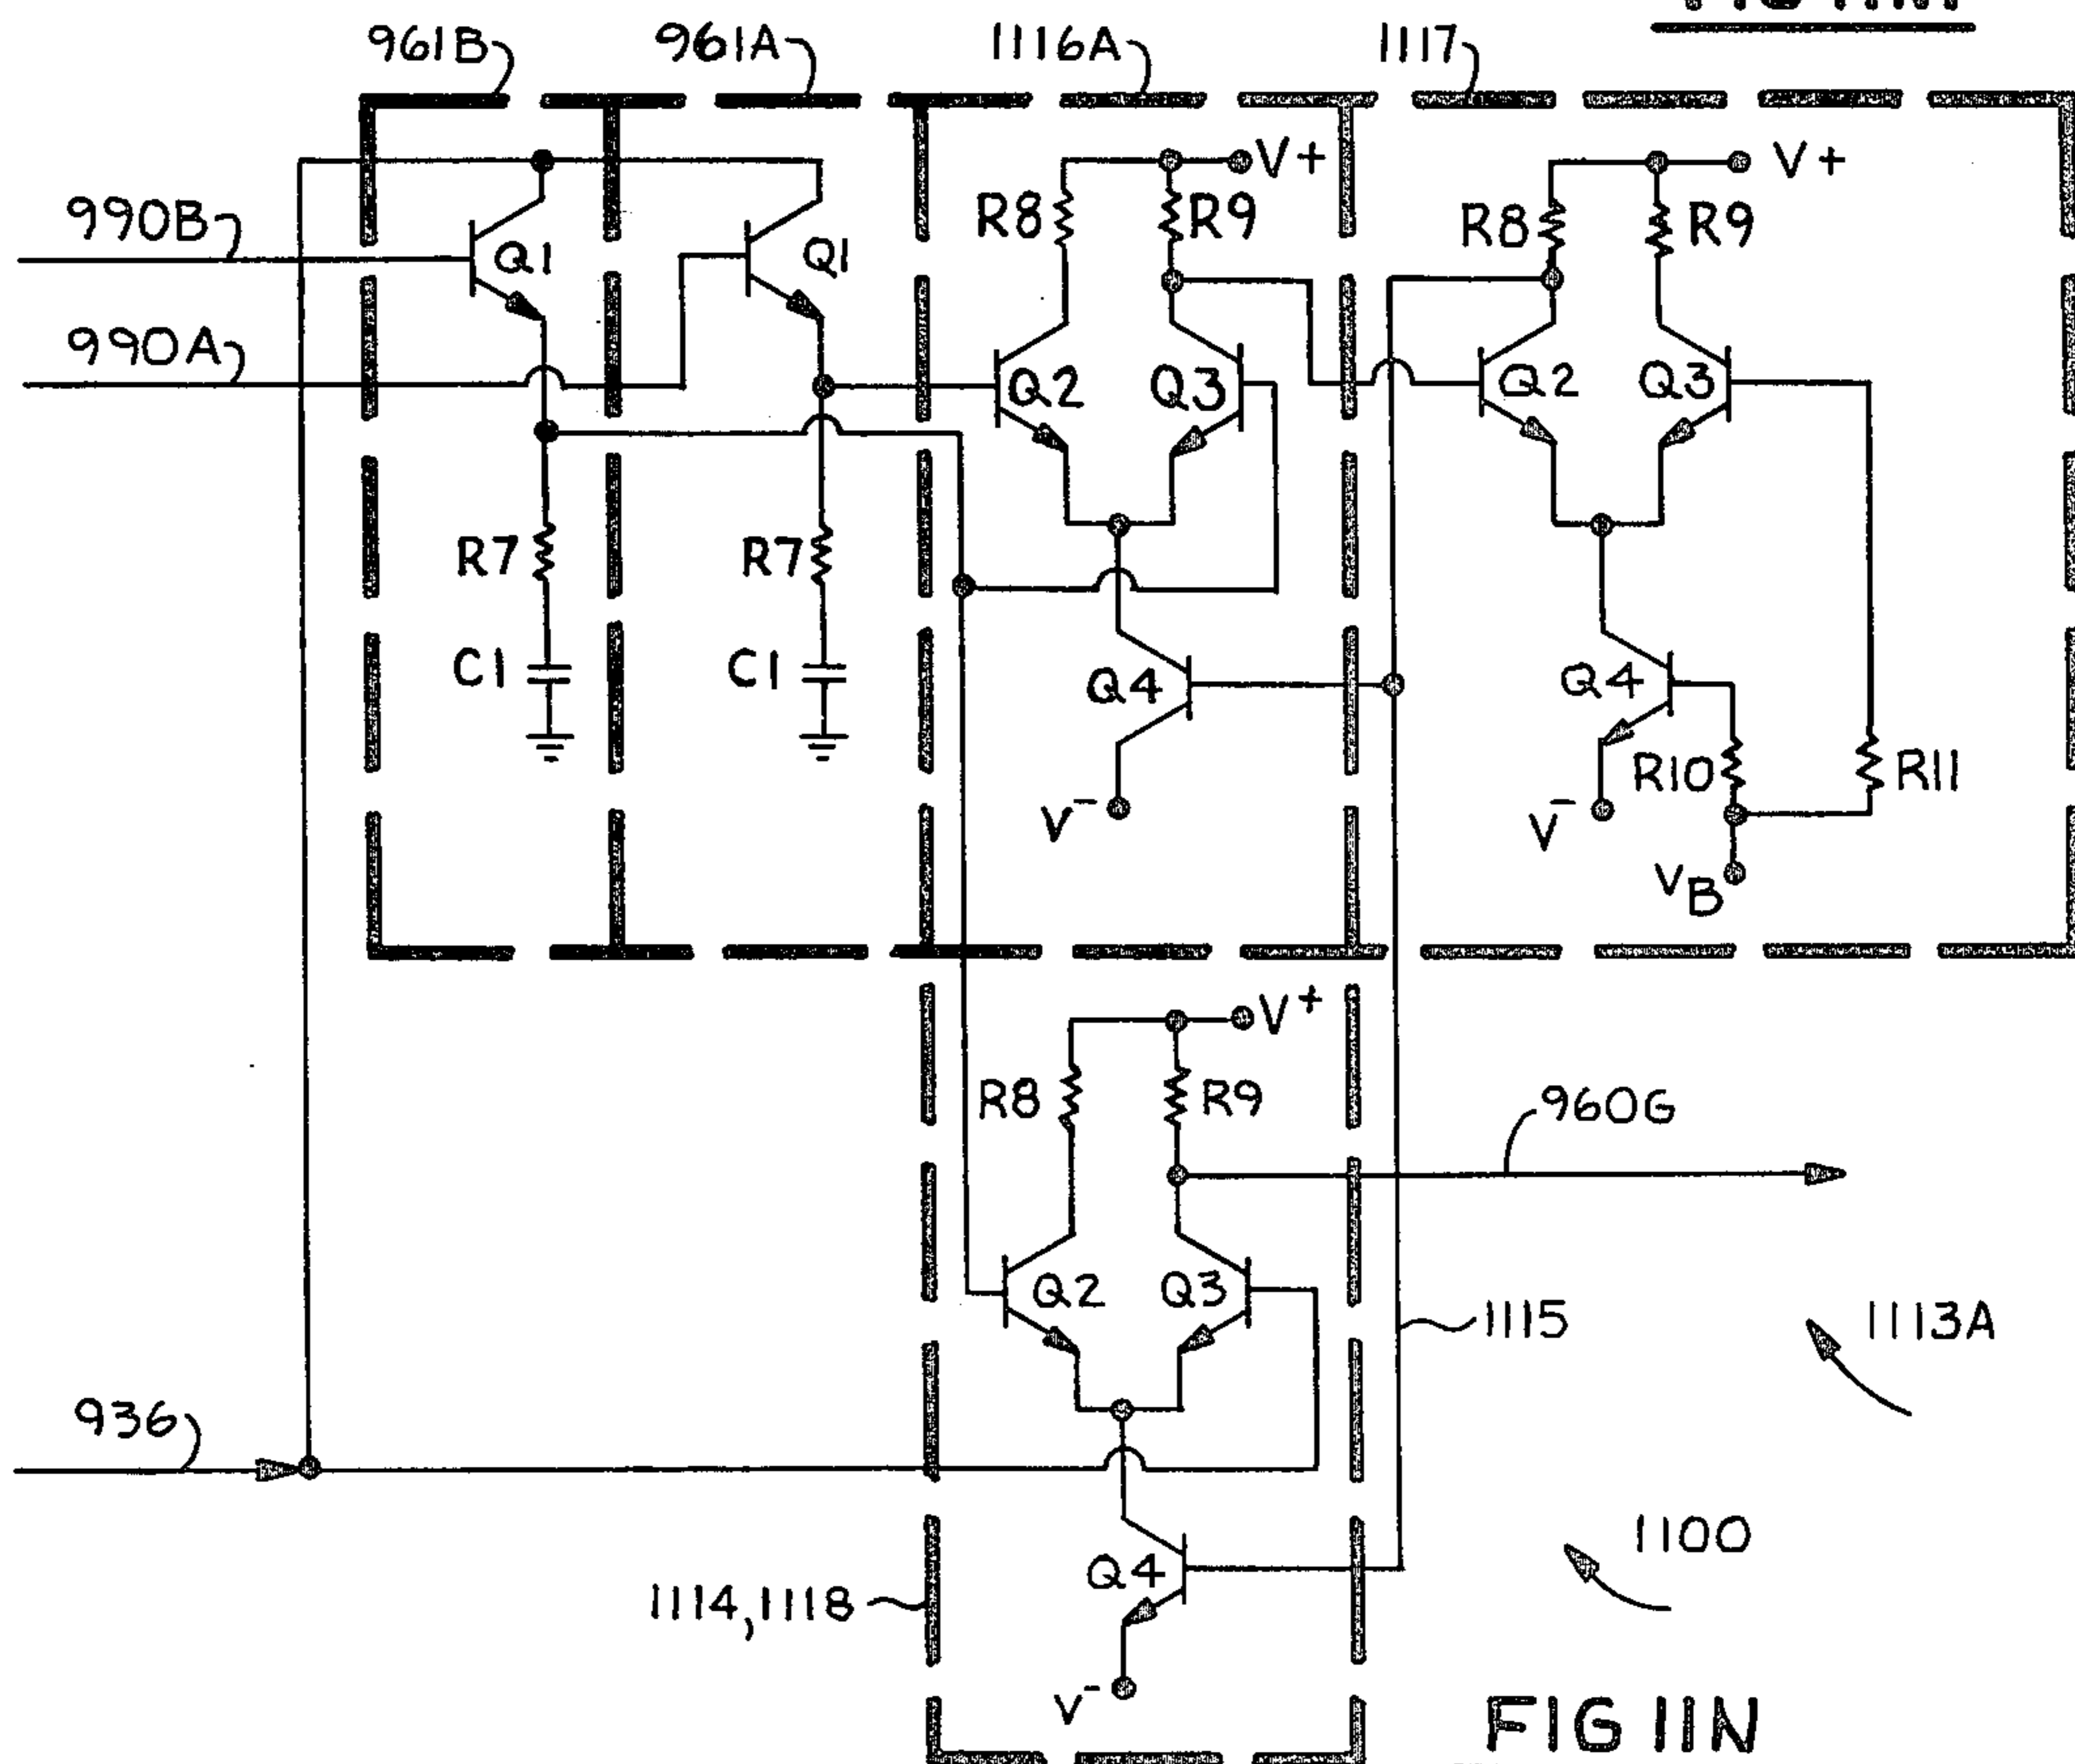 961B 961A 1116A 1117
V+ V+
990B R8 R9 R8 R9
Q1 Q1
990A Q2 Q3 Q2 Q3
R7 R7
C1 C1 Q4 Q4
R10 R11
V- V-
VB
V+
R8 R9 960G
Q2 Q3
1115 1113A
936
1100
Q4
1114,1118
V-
FIG 11N